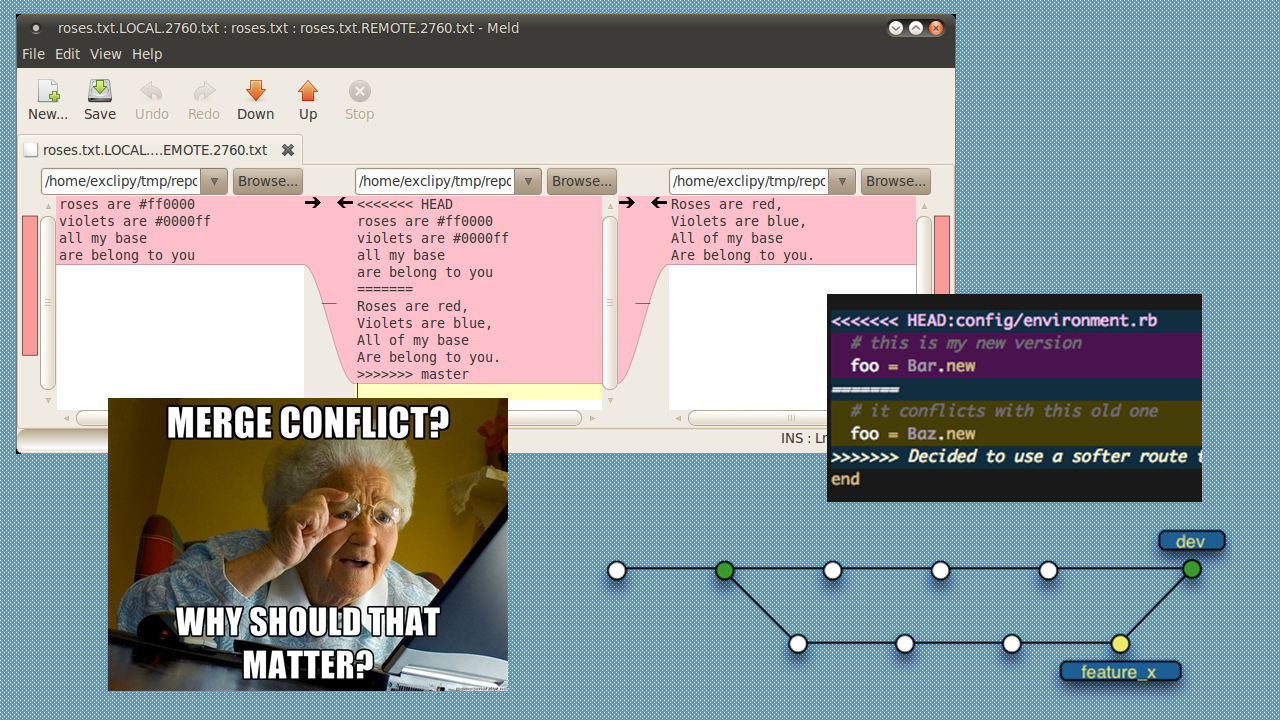 roses.txt.LOCAL.2760.txt : roses.txt : roses.txt.REMOTE.2760.txt - Meld
File Edit View Help
New... Save Undo Redo Down Up Stop
roses.txt.LOCAL....EMOTE.2760.txt
/home/exclipy/tmp/repo Browse... /home/exclipy/tmp/repo Browse... /home/exclipy/tmp/repo Browse...
roses are #ff0000
violets are #0000ff
all my base
are belong to you
<<<<<<< HEAD
roses are #ff0000
violets are #0000ff
all my base
are belong to you
=======
Roses are red,
Violets are blue,
All of my base
Are belong to you.
>>>>>>> master
Roses are red,
Violets are blue,
All of my base
Are belong to you.
INS : Ln
<<<<<<< HEAD:config/environment.rb
# this is my new version
foo = Bar.new
=======
# it conflicts with this old one
foo = Baz.new
>>>>>>> Decided to use a softer route t
end
MERGE CONFLICT?
WHY SHOULD THAT
MATTER?
dev
feature_x